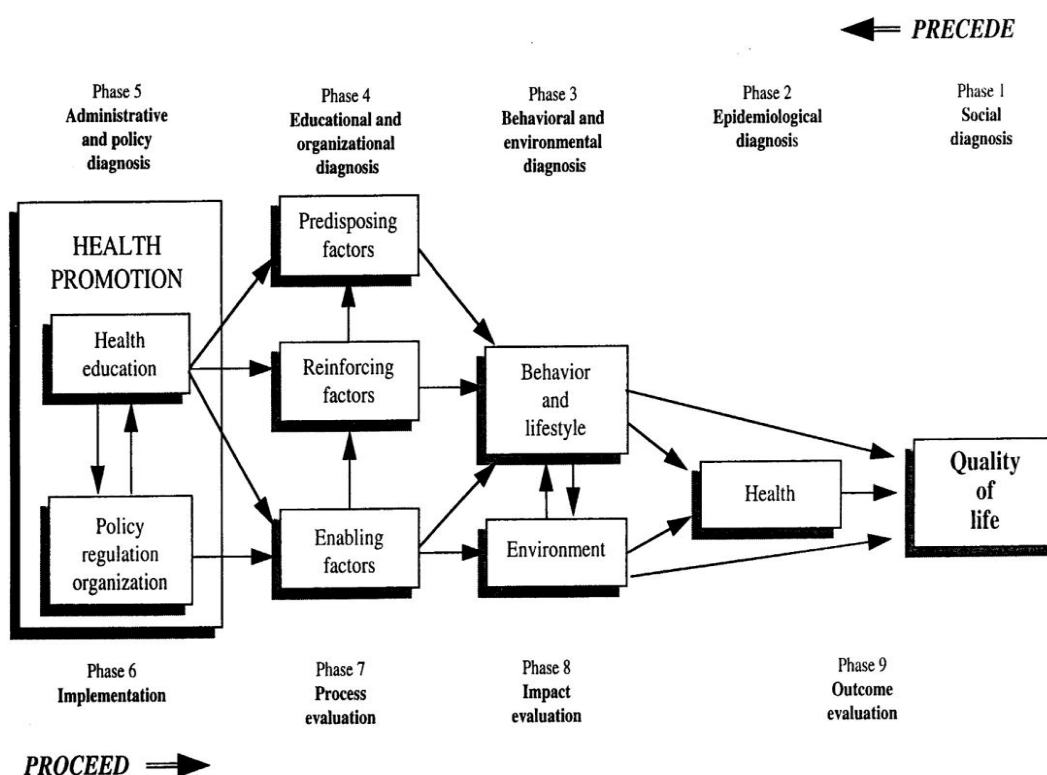 PRECEDE
Phase 5
Administrative
and policy
diagnosis
Phase 4
Educational and
organizational
diagnosis
Phase 3
Behavioral and
environmental
diagnosis
Phase 2
Epidemiological
diagnosis
Phase 1
Social
diagnosis
HEALTH
PROMOTION
Health
education
Policy
regulation
organization
Predisposing
factors
Reinforcing
factors
Enabling
factors
Behavior
and
lifestyle
Environment
Health
Quality
of
life
Phase 6
Implementation
Phase 7
Process
evaluation
Phase 8
Impact
evaluation
Phase 9
Outcome
evaluation
PROCEED